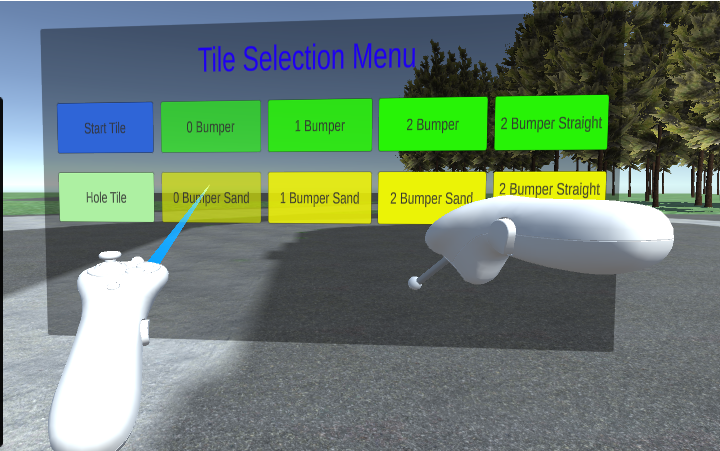 Tile Selection Menu
Start Tile
0 Bumper
1 Bumper
2 Bumper
2 Bumper Straight
Hole Tile
0 Bumper Sand
1 Bumper Sand
2 Bumper Sand
2 Bumper Straight